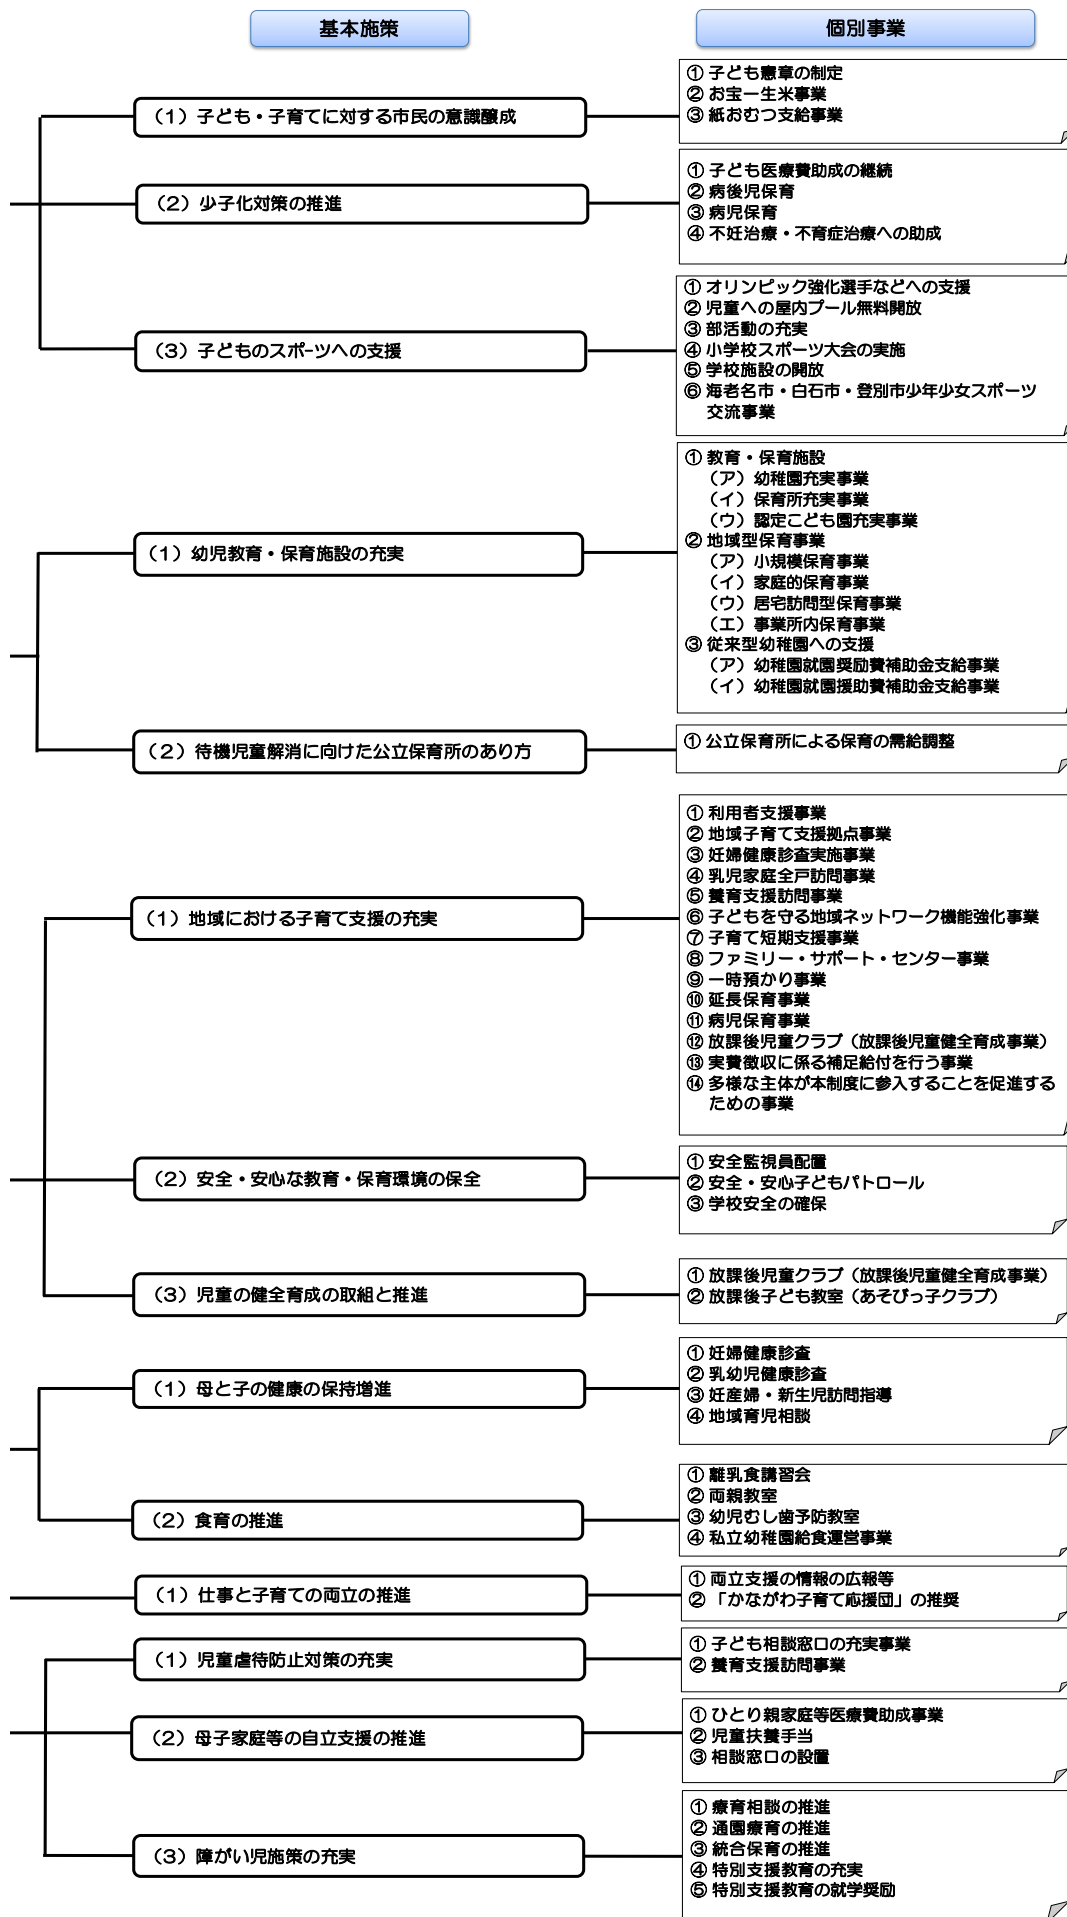 基本施策
個別事業
（1）子ども・子育てに対する市民の意識醸成
① 子ども憲章の制定
② お宝一生米事業
③ 紙おむつ支給事業
（2）少子化対策の推進
① 子ども医療費助成の継続
② 病後児保育
③ 病児保育
④ 不妊治療・不育症治療への助成
（3）子どものスポーツへの支援
① オリンピック強化選手などへの支援
② 児童への屋内プール無料開放
③ 部活動の充実
④ 小学校スポーツ大会の実施
⑤ 学校施設の開放
⑥ 海老名市・白石市・登別市少年少女スポーツ
交流事業
（1）幼児教育・保育施設の充実
① 教育・保育施設
（ア）幼稚園充実事業
（イ）保育所充実事業
（ウ）認定こども園充実事業
② 地域型保育事業
（ア）小規模保育事業
（イ）家庭的保育事業
（ウ）居宅訪問型保育事業
（エ）事業所内保育事業
③ 従来型幼稚園への支援
（ア）幼稚園就園奨励費補助金支給事業
（イ）幼稚園就園援助費補助金支給事業
（2）待機児童解消に向けた公立保育所のあり方
① 公立保育所による保育の需給調整
（1）地域における子育て支援の充実
① 利用者支援事業
② 地域子育て支援拠点事業
③ 妊婦健康診査実施事業
④ 乳児家庭全戸訪問事業
⑤ 養育支援訪問事業
⑥ 子どもを守る地域ネットワーク機能強化事業
⑦ 子育て短期支援事業
⑧ ファミリー・サポート・センター事業
⑨ 一時預かり事業
⑩ 延長保育事業
⑪ 病児保育事業
⑫ 放課後児童クラブ（放課後児童健全育成事業）
⑬ 実費徴収に係る補足給付を行う事業
⑭ 多様な主体が本制度に参入することを促進する
ための事業
（2）安全・安心な教育・保育環境の保全
① 安全監視員配置
② 安全・安心子どもパトロール
③ 学校安全の確保
（3）児童の健全育成の取組と推進
① 放課後児童クラブ（放課後児童健全育成事業）
② 放課後子ども教室（あそびっ子クラブ）
（1）母と子の健康の保持増進
① 妊婦健康診査
② 乳幼児健康診査
③ 妊産婦・新生児訪問指導
④ 地域育児相談
（2）食育の推進
① 離乳食講習会
② 両親教室
③ 幼児むし歯予防教室
④ 私立幼稚園給食運営事業
（1）仕事と子育ての両立の推進
① 両立支援の情報の広報等
② 「かながわ子育て応援団」の推奨
（1）児童虐待防止対策の充実
① 子ども相談窓口の充実事業
② 養育支援訪問事業
（2）母子家庭等の自立支援の推進
① ひとり親家庭等医療費助成事業
② 児童扶養手当
③ 相談窓口の設置
（3）障がい児施策の充実
① 療育相談の推進
② 通園療育の推進
③ 統合保育の推進
④ 特別支援教育の充実
⑤ 特別支援教育の就学奨励